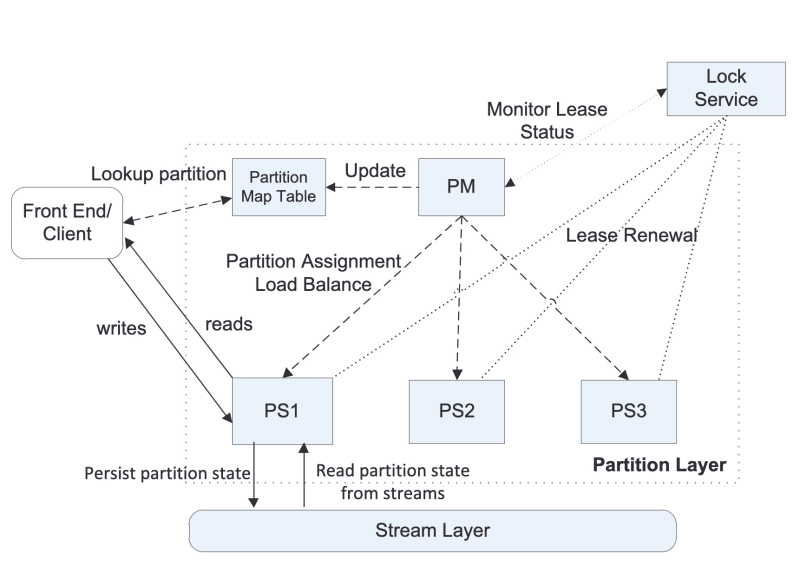 Lock
Service
Monitor Lease
Status
Lookup partition
Partition
Map Table
Update
PM
Front End/
Client
Lease Renewal
Partition Assignment
Load Balance
writes
reads
PS1
PS2
PS3
Partition Layer
Persist partition state
Read partition state
from streams
Stream Layer